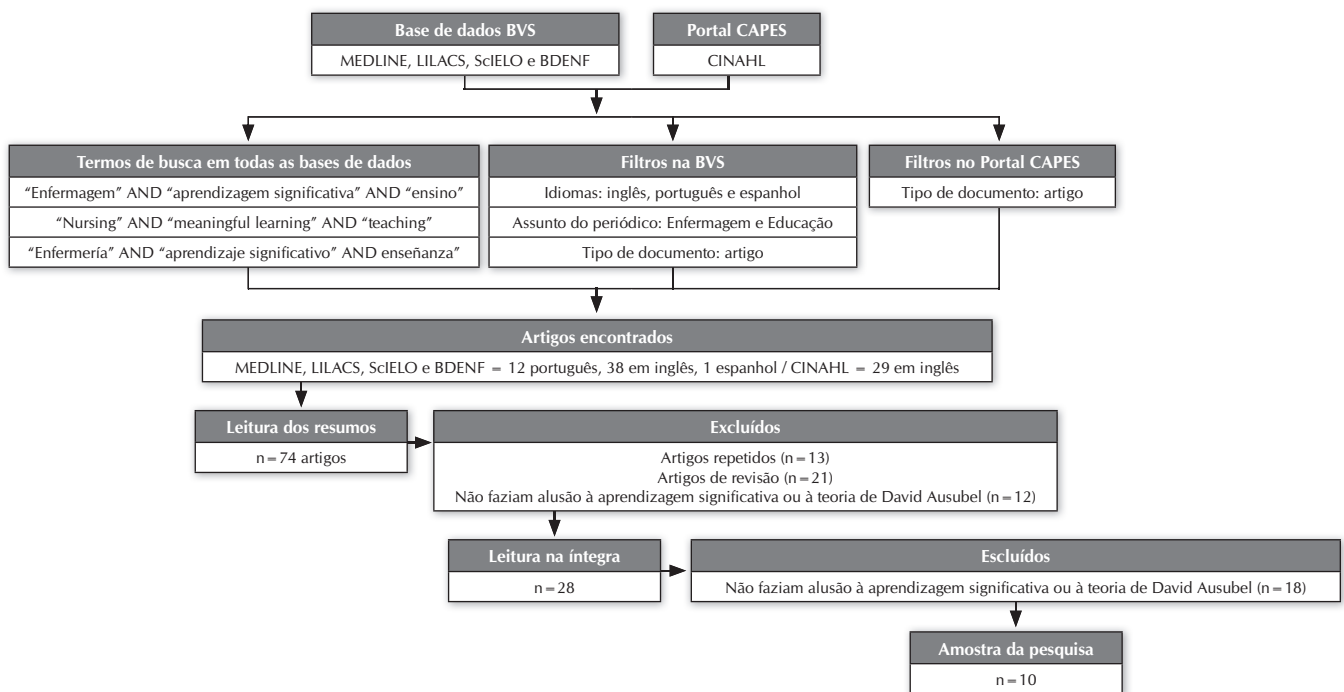 Base de dados BVS
MEDLINE, LILACS, ScIELO e BDENF
Portal CAPES
CINAHL
Termos de busca em todas as bases de dados
“Enfermagem” AND “aprendizagem significativa” AND “ensino”
“Nursing” AND “meaningful learning” AND “teaching”
“Enfermería” AND “aprendizaje significativo” AND enseñanza”
Filtros na BVS
Idiomas: inglês, português e espanhol
Assunto do periódico: Enfermagem e Educação
Tipo de documento: artigo
Filtros no Portal CAPES
Tipo de documento: artigo
Artigos encontrados
MEDLINE, LILACS, ScIELO e BDENF = 12 português, 38 em inglês, 1 espanhol / CINAHL = 29 em inglês
Leitura dos resumos
n=74 artigos
Excluídos
Artigos repetidos (n=13)
Artigos de revisão (n=21)
Não faziam alusão à aprendizagem significativa ou à teoria de David Ausubel (n=12)
Leitura na íntegra
n=28
Escluídos
Não faziam alusão à aprendizagem significativa ou à teoria de David Ausubel (n=18)
Amostra da pesquisa
n=10